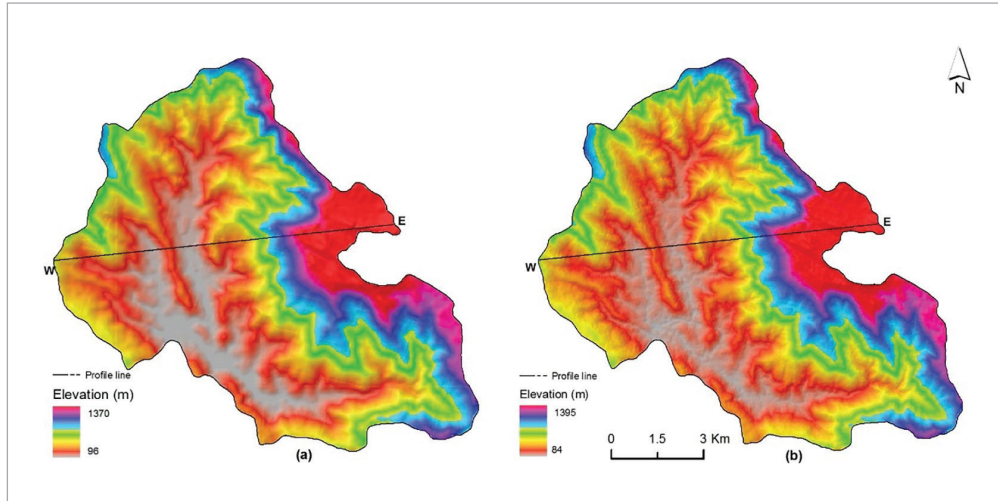 N
E
W
Profile line
Elevation (m)
1370
96
(a)
E
W
Profile line
Elevation (m)
1395
84
0 1.5 3 Km
(b)